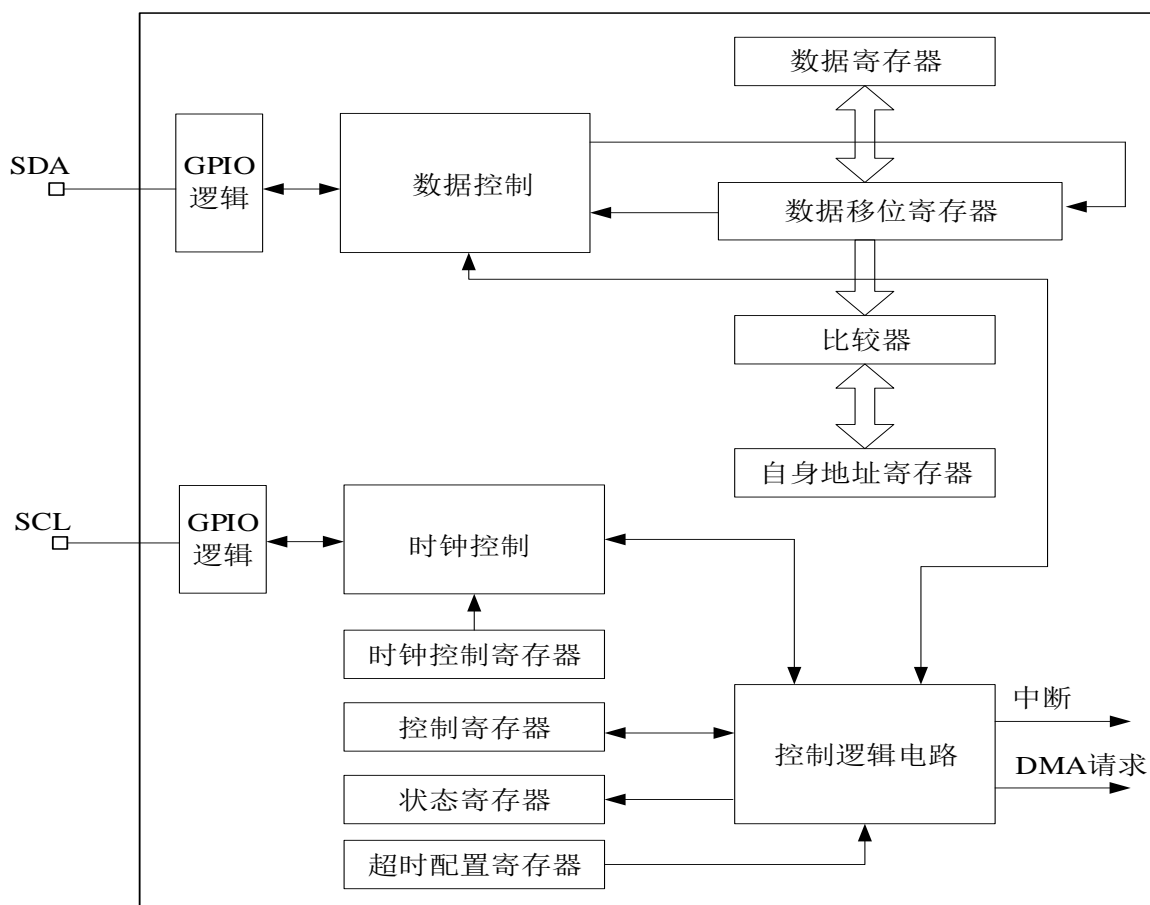 数据寄存器
SDA
GPIO
逻辑
数据控制
数据移位寄存器
比较器
自身地址寄存器
SCL
GPIO
逻辑
时钟控制
时钟控制寄存器
控制寄存器
状态寄存器
超时配置寄存器
控制逻辑电路
中断
DMA请求